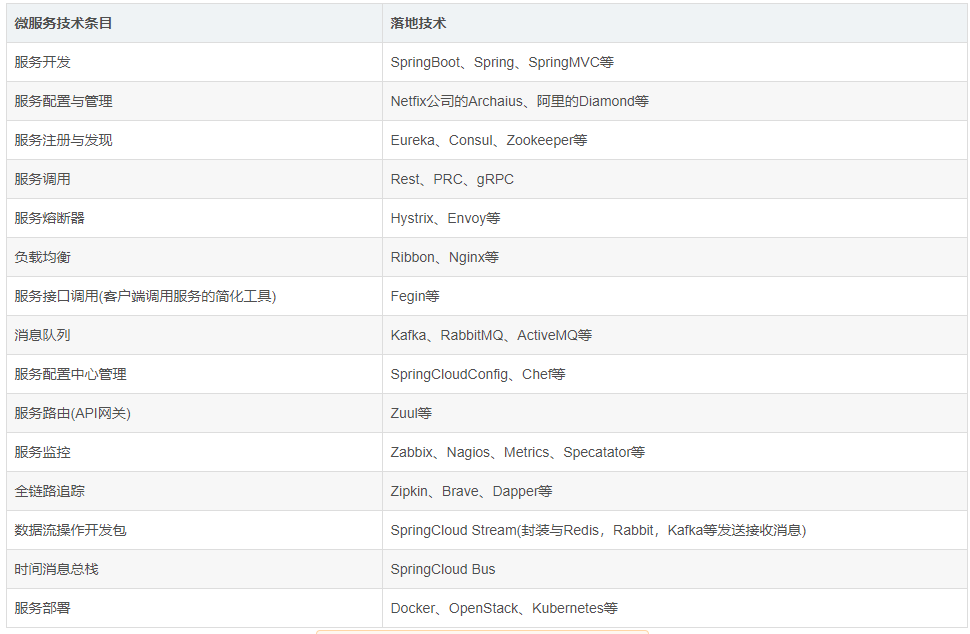 微服务技术条目 落地技术
服务开发 SpringBoot、Spring、SpringMVC等
服务配置与管理 Netfix公司的Archaius、阿里的Diamond等
服务注册与发现 Eureka、Consul、Zookeeper等
服务调用 Rest、PRC、gRPC
服务熔断器 Hystrix、Envoy等
负载均衡 Ribbon、Nginx等
服务接口调用(客户端调用服务的简化工具) Fegin等
消息队列 Kafka、RabbitMQ、ActiveMQ等
服务配置中心管理 SpringCloudConfig、Chef等
服务路由(API网关) Zuul等
服务监控 Zabbix、Nagios、Metrics、Specatator等
全链路追踪 Zipkin、Brave、Dapper等
数据流操作开发包 SpringCloud Stream(封装与Redis，Rabbit，Kafka等发送接收消息)
时间消息总栈 SpringCloud Bus
服务部署 Docker、OpenStack、Kubernetes等